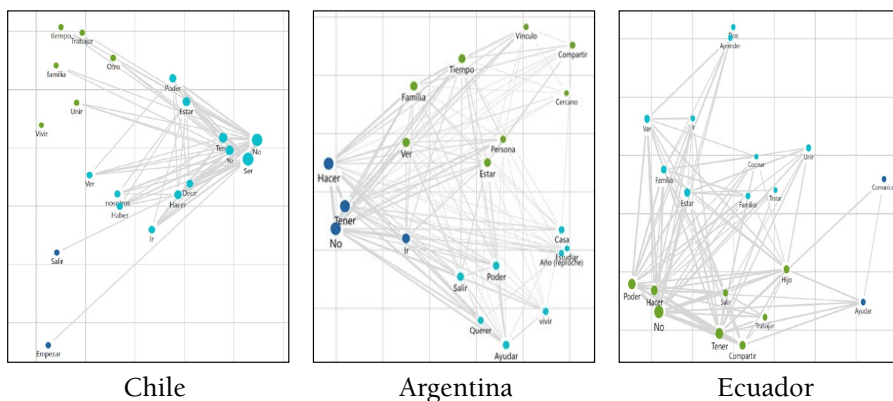 tiempo
Trabajar
Otro
familia
Poder
Unir
Estar
Vivir
No
Yo
Ser
Ver
Decir
nosotros
Hacer
Haber
Ir
Salir
Empezar
Chile
Vínculo
Compartir
Tiempo
Familia
Cercano
Ver
Persona
Estar
Hacer
Tener
No
Ir
Casa
Estudiar
Año (reproche)
Poder
Salir
vivir
Querer
Ayudar
Argentina
Aprender
Ver
Ir
Unir
Cocinar
Familia
Comunica
Estar
Familiar
Tratar
Hijo
Poder
Hacer
Salir
Ayudar
No
Trabajar
Tener
Compartir
Ecuador